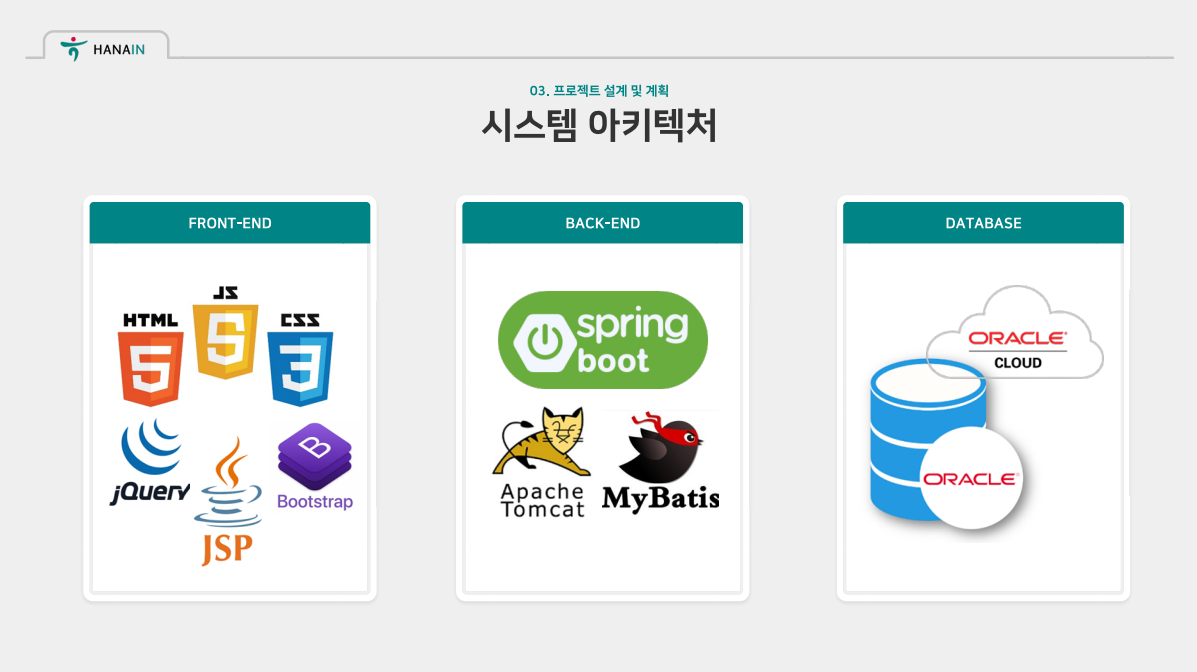 HANAIN
03. 프로젝트 설계 및 계획
시스템 아키텍처
FRONT-END
JS
HTML
CSS
5
5
3
jQuery
B
Bootstrap
JSP
BACK-END
spring
boot
Apache
Tomcat
MyBatis
DATABASE
ORACLE®
CLOUD
ORACLE®